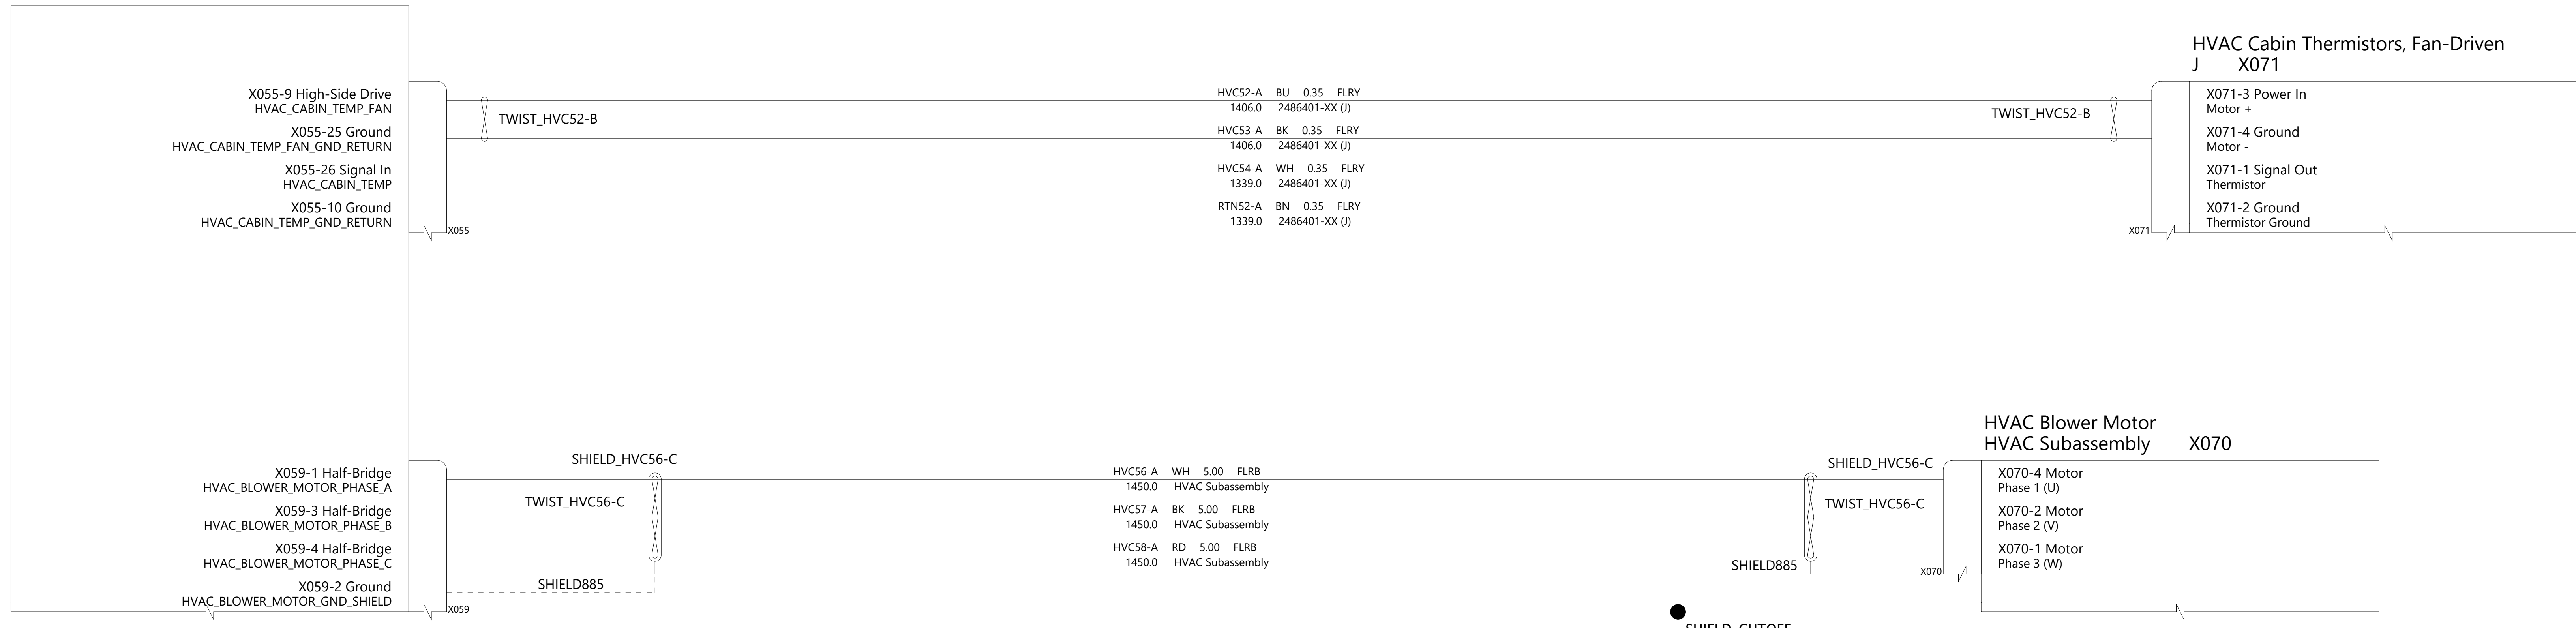 HVAC Cabin Thermistors, Fan-Driven
J X071
X055-9 High-Side Drive
HVAC_CABIN_TEMP_FAN
X055-25 Ground
HVAC_CABIN_TEMP_FAN_GND_RETURN
X055-26 Signal In
HVAC_CABIN_TEMP
X055-10 Ground
HVAC_CABIN_TEMP_GND_RETURN
X055
TWIST_HVC52-B
HVC52-A BU 0.35 FLRY
1406.0 2486401-XX (J)
HVC53-A BK 0.35 FLRY
1406.0 2486401-XX (J)
HVC54-A WH 0.35 FLRY
1339.0 2486401-XX (J)
RTN52-A BN 0.35 FLRY
1339.0 2486401-XX (J)
TWIST_HVC52-B
X071
X071-3 Power In
Motor +
X071-4 Ground
Motor -
X071-1 Signal Out
Thermistor
X071-2 Ground
Thermistor Ground
HVAC Blower Motor
HVAC Subassembly X070
X059-1 Half-Bridge
HVAC_BLOWER_MOTOR_PHASE_A
X059-3 Half-Bridge
HVAC_BLOWER_MOTOR_PHASE_B
X059-4 Half-Bridge
HVAC_BLOWER_MOTOR_PHASE_C
X059-2 Ground
HVAC_BLOWER_MOTOR_GND_SHIELD
X059
SHIELD_HVC56-C
TWIST_HVC56-C
SHIELD885
HVC56-A WH 5.00 FLRB
1450.0 HVAC Subassembly
HVC57-A BK 5.00 FLRB
1450.0 HVAC Subassembly
HVC58-A RD 5.00 FLRB
1450.0 HVAC Subassembly
SHIELD_HVC56-C
TWIST_HVC56-C
SHIELD885
X070
X070-4 Motor
Phase 1 (U)
X070-2 Motor
Phase 2 (V)
X070-1 Motor
Phase 3 (W)